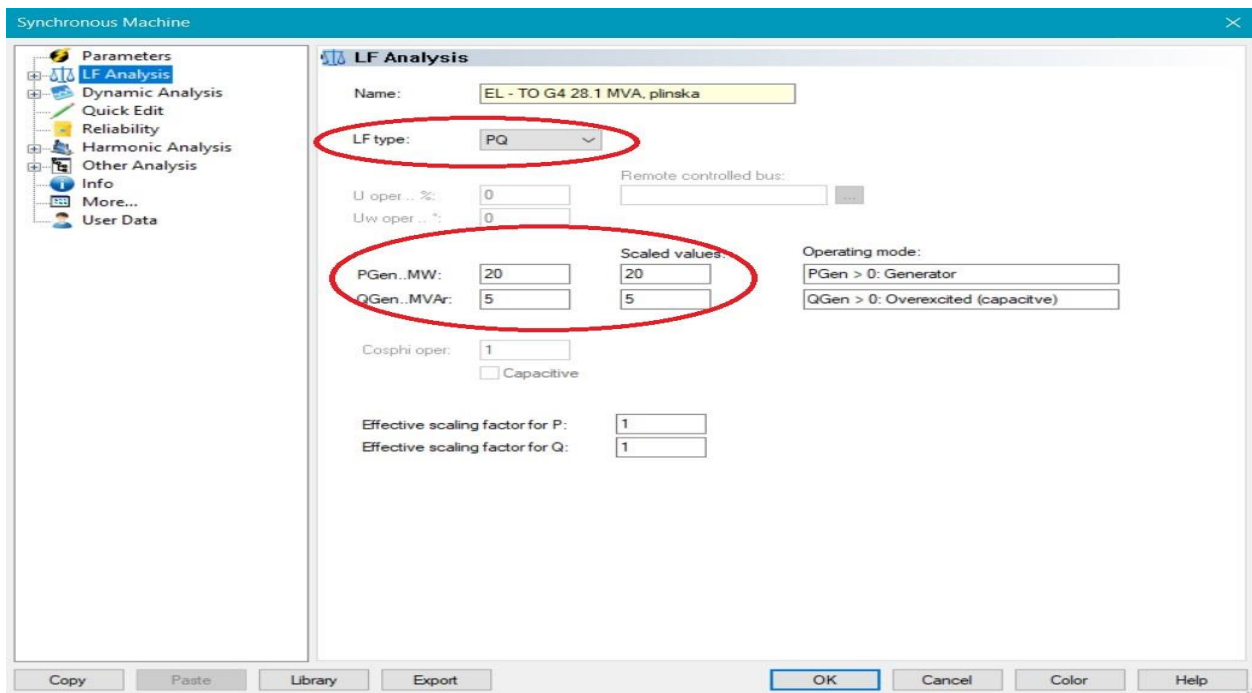 Synchronous Machine
Parameters
LF Analysis
Dynamic Analysis
Quick Edit
Reliability
Harmonic Analysis
Other Analysis
Info
More...
User Data
LF Analysis
Name: EL - TO G4 28.1 MVA, plinska
LF type: PQ
Remote controlled bus:
U oper .. %: 0
...
Uw oper .. °: 0
Scaled values: Operating mode:
PGen..MW: 20 20 PGen > 0: Generator
QGen..MVAr: 5 5 QGen > 0: Overexcited (capacitve)
Cosphi oper: 1
Capacitive
Effective scaling factor for P: 1
Effective scaling factor for Q: 1
Copy Paste Library Export OK Cancel Color Help